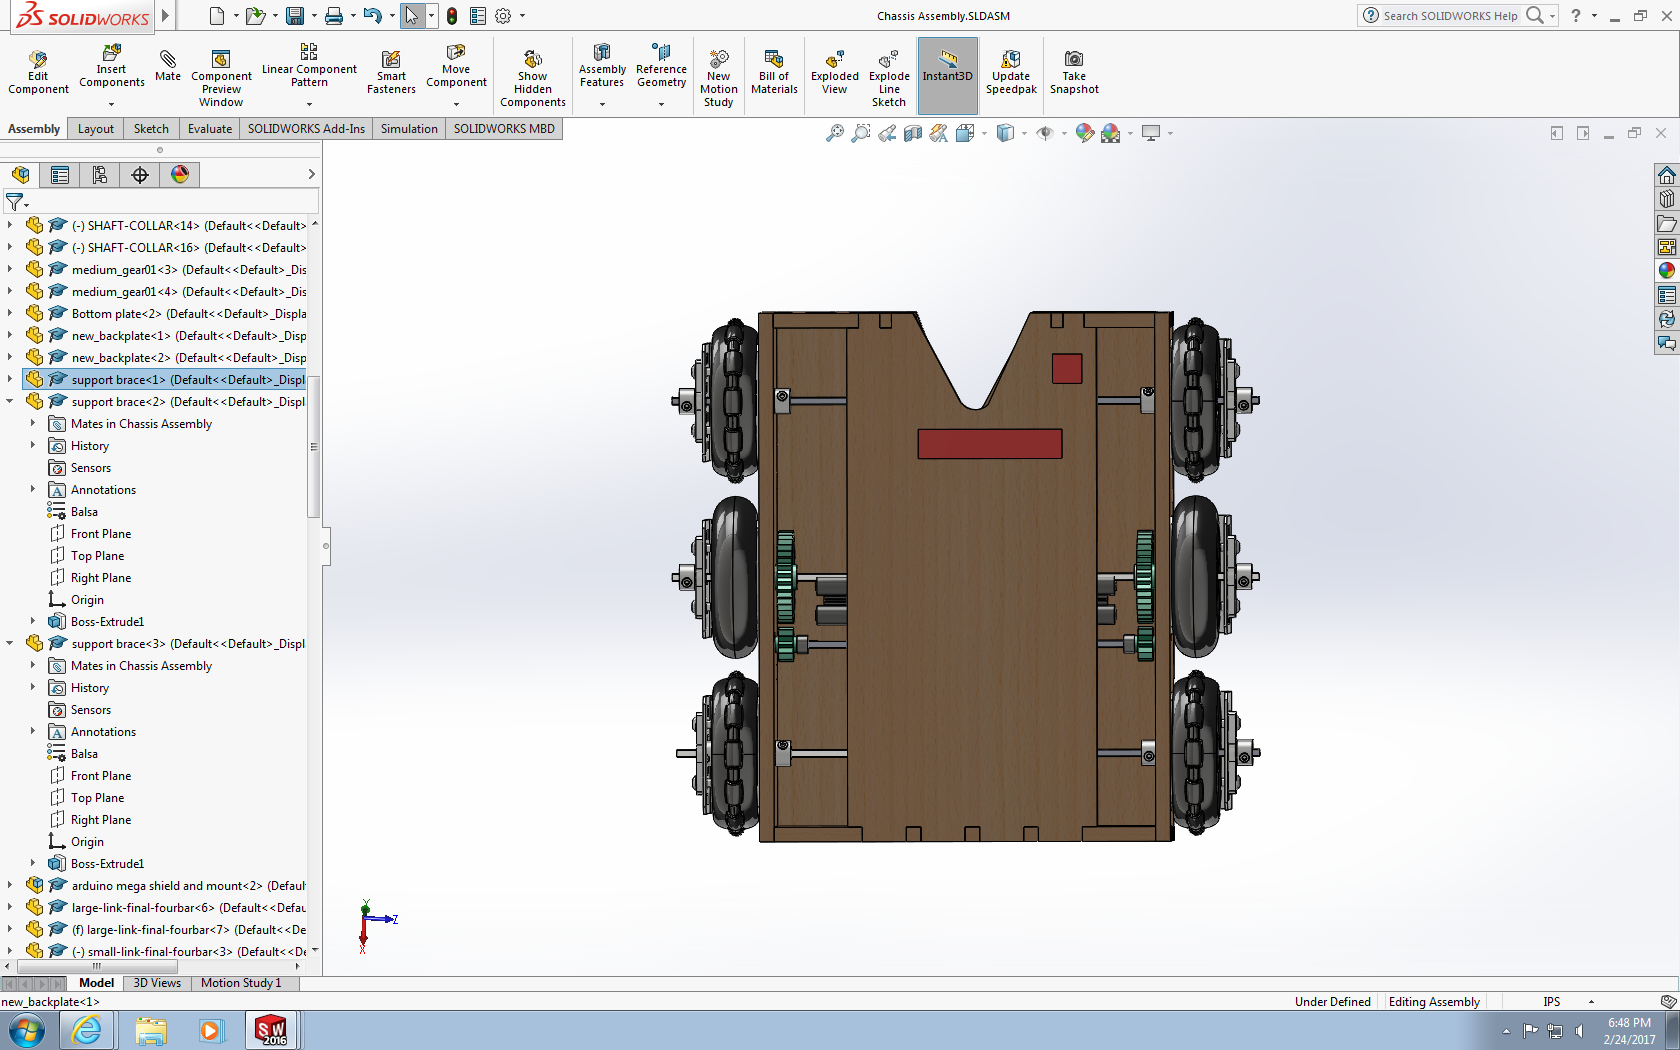 SOLIDWORKS
Chassis Assembly.SLDASM
Search SOLIDWORKS Help
?
Edit
Component
Insert
Components
Mate
Component
Preview
Window
Linear Component
Pattern
Smart
Fasteners
Move
Component
Show
Hidden
Components
Assembly
Features
Reference
Geometry
New
Motion
Study
Bill of
Materials
Exploded
View
Explode
Line
Sketch
Instant3D
Update
Speedpak
Take
Snapshot
Assembly
Layout
Sketch
Evaluate
SOLIDWORKS Add-Ins
Simulation
SOLIDWORKS MBD
(-) SHAFT-COLLAR<14> (Default<<Default>
(-) SHAFT-COLLAR<16> (Default<<Default>
medium_gear01<3> (Default<<Default>_Dis
medium_gear01<4> (Default<<Default>_Dis
Bottom plate<2> (Default<<Default>_Displa
new_backplate<1> (Default<<Default>_Disp
new_backplate<2> (Default<<Default>_Disp
support brace<1> (Default<<Default>_Displ
support brace<2> (Default<<Default>_Displ
Mates in Chassis Assembly
History
Sensors
Annotations
Balsa
Front Plane
Top Plane
Right Plane
Origin
Boss-Extrude1
support brace<3> (Default<<Default>_Displ
Mates in Chassis Assembly
History
Sensors
Annotations
Balsa
Front Plane
Top Plane
Right Plane
Origin
Boss-Extrude1
arduino mega shield and mount<2> (Defaul
large-link-final-fourbar<6> (Default<<Defau
(f) large-link-final-fourbar<7> (Default<<De
(-) small-link-final-fourbar<3> (Default<<De
Y
Z
X
Model
3D Views
Motion Study 1
new_backplate<1>
Under Defined
Editing Assembly
IPS
SW
2016
6:48 PM
2/24/2017